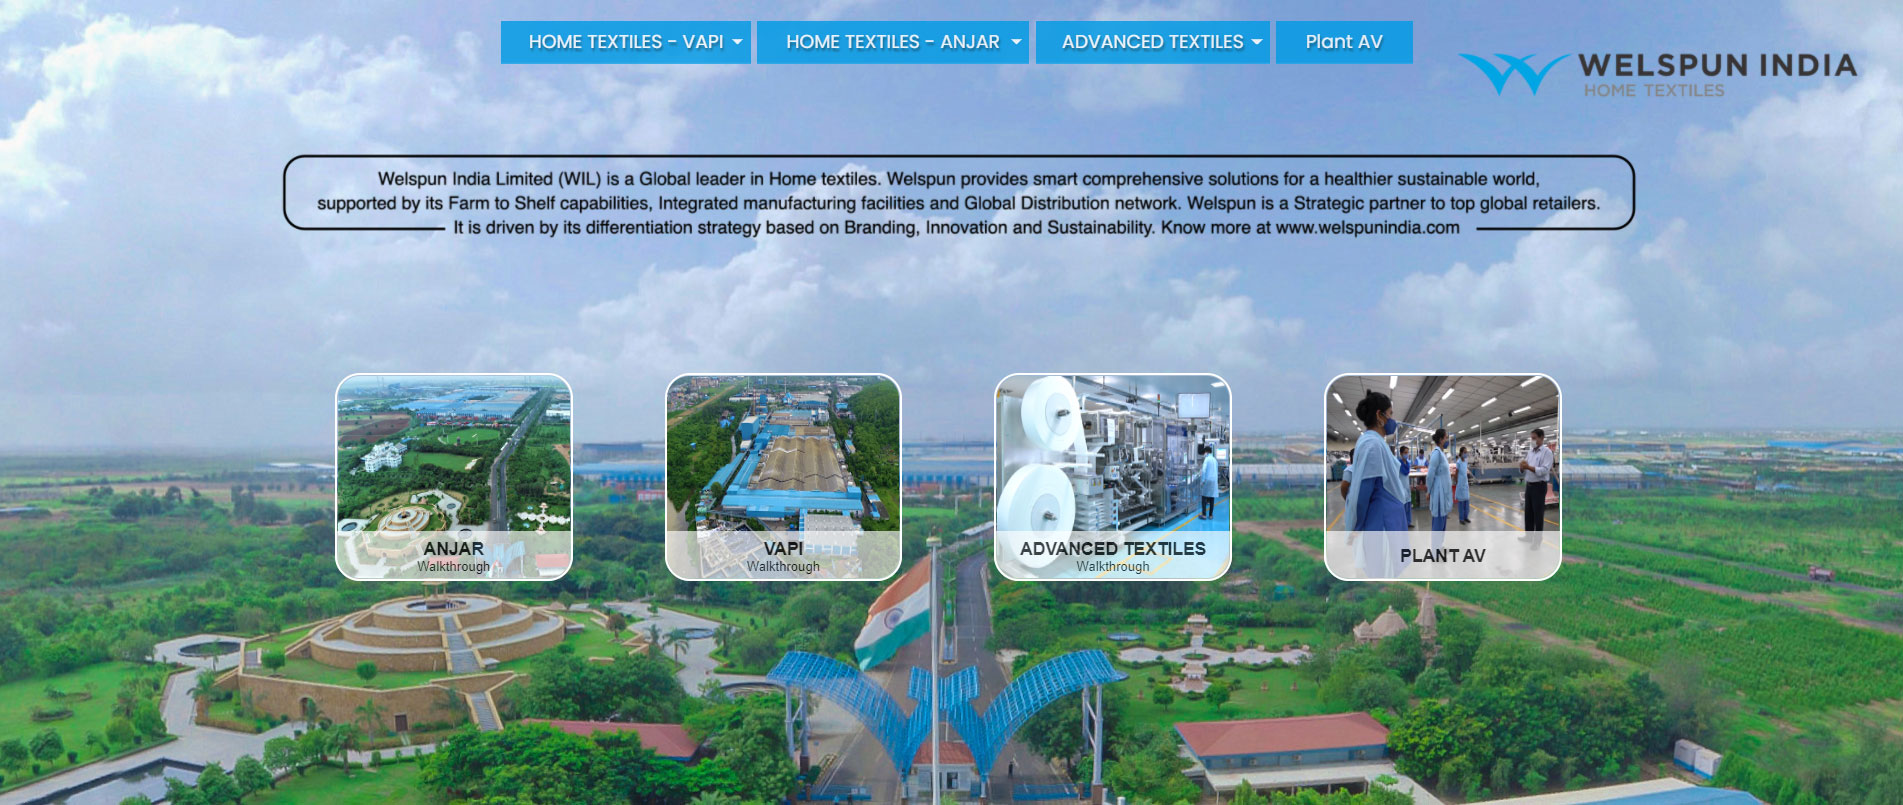 HOME TEXTILES - VAPI
HOME TEXTILES - ANJAR
ADVANCED TEXTILES
Plant AV
WELSPUN INDIA
HOME TEXTILES
Welspun India Limited (WIL) is a Global leader in Home textiles. Welspun provides smart comprehensive solutions for a healthier sustainable world,
supported by its Farm to Shelf capabilities, Integrated manufacturing facilities and Global Distribution network. Welspun is a Strategic partner to top global retailers.
It is driven by its differentiation strategy based on Branding, Innovation and Sustainability. Know more at www.welspunindia.com
ANJAR
Walkthrough
VAPI
Walkthrough
ADVANCED TEXTILES
Walkthrough
PLANT AV